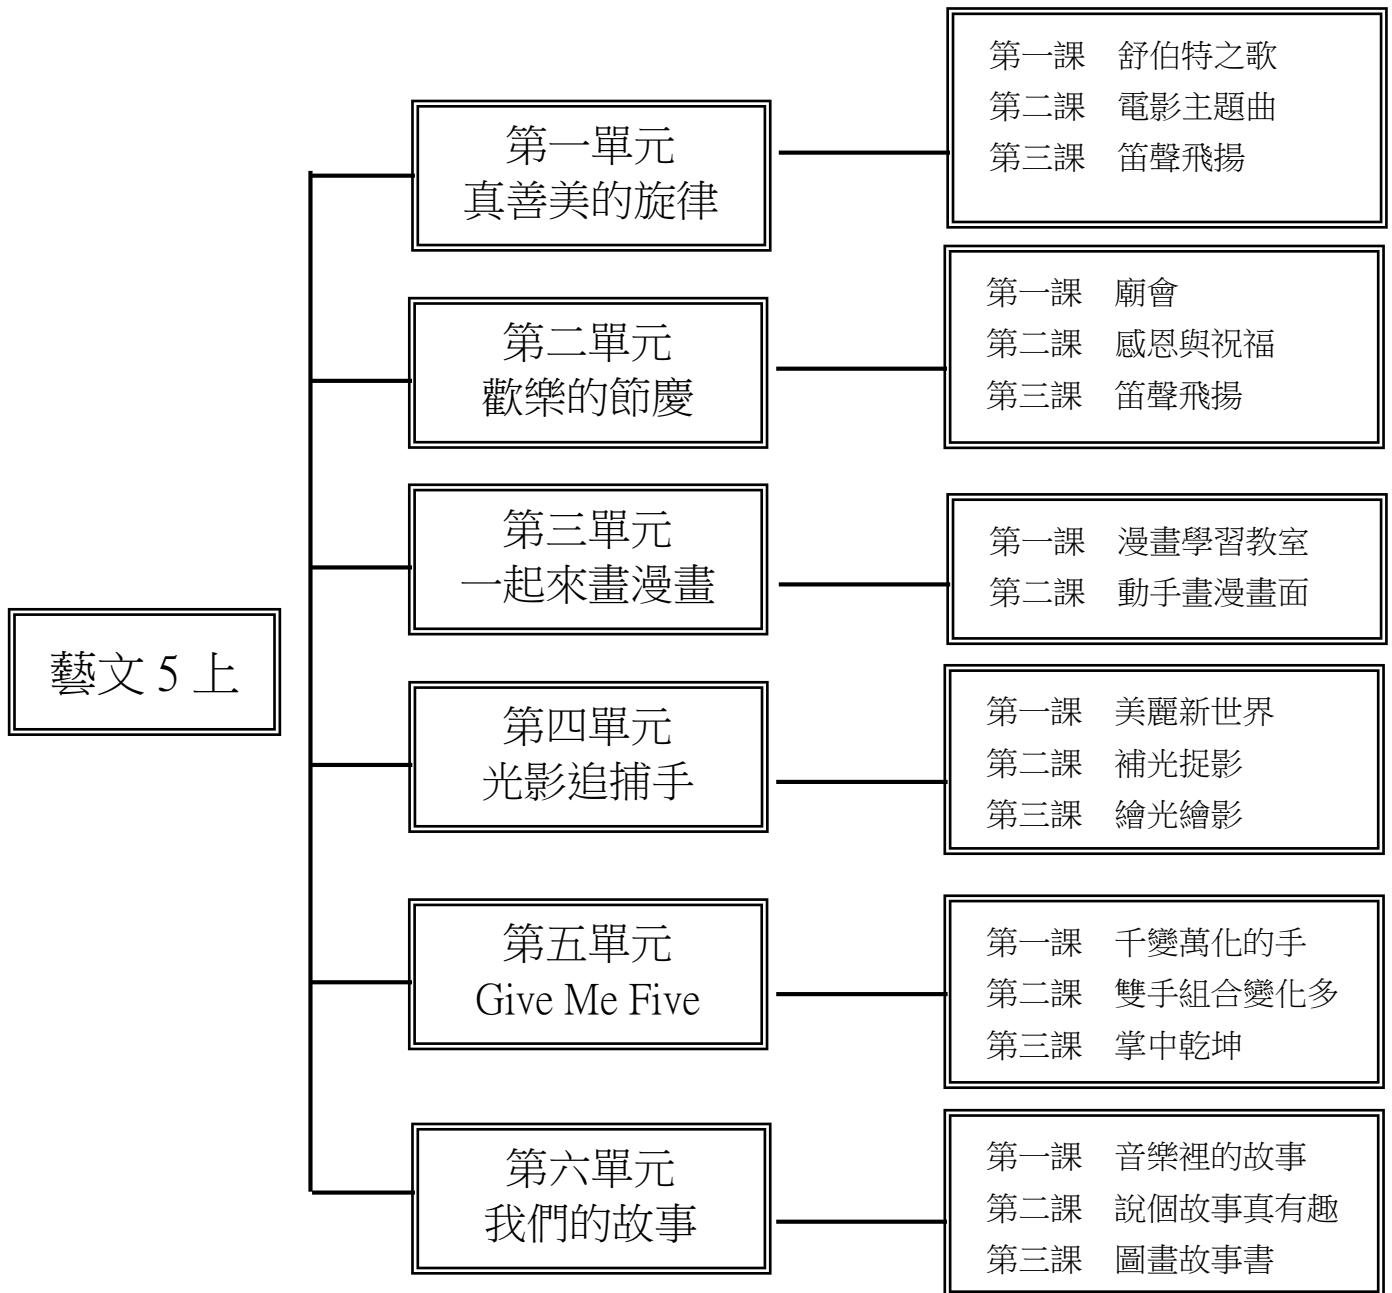 藝文 5 上
第一單元
真善美的旋律
第一課　舒伯特之歌
第二課　電影主題曲
第三課　笛聲飛揚
第二單元
歡樂的節慶
第一課　廟會
第二課　感恩與祝福
第三課　笛聲飛揚
第三單元
一起來畫漫畫
第一課　漫畫學習教室
第二課　動手畫漫畫面
第四單元
光影追捕手
第一課　美麗新世界
第二課　補光捉影
第三課　繪光繪影
第五單元
Give Me Five
第一課　千變萬化的手
第二課　雙手組合變化多
第三課　掌中乾坤
第六單元
我們的故事
第一課　音樂裡的故事
第二課　說個故事真有趣
第三課　圖畫故事書